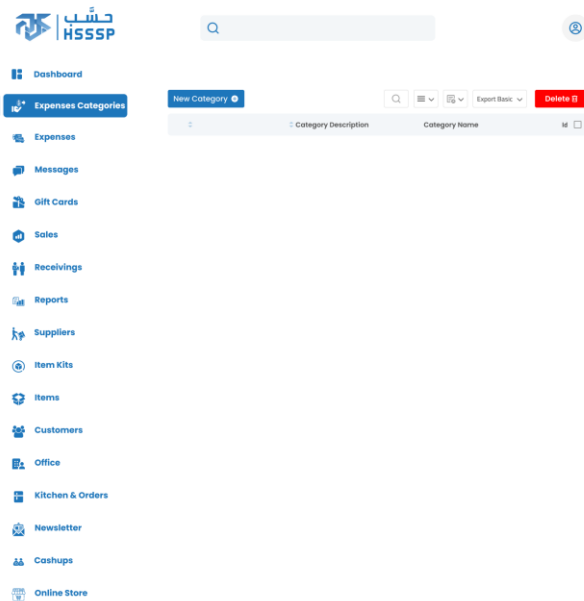 حسَّب
HSSSP
Dashboard
Expenses Categories
Expenses
Messages
Gift Cards
Sales
Receivings
Reports
Suppliers
Item Kits
Items
Customers
Office
Kitchen & Orders
Newsletter
Cashups
Online Store
New Category
Export Basic
Delete
Category Description
Category Name
Id